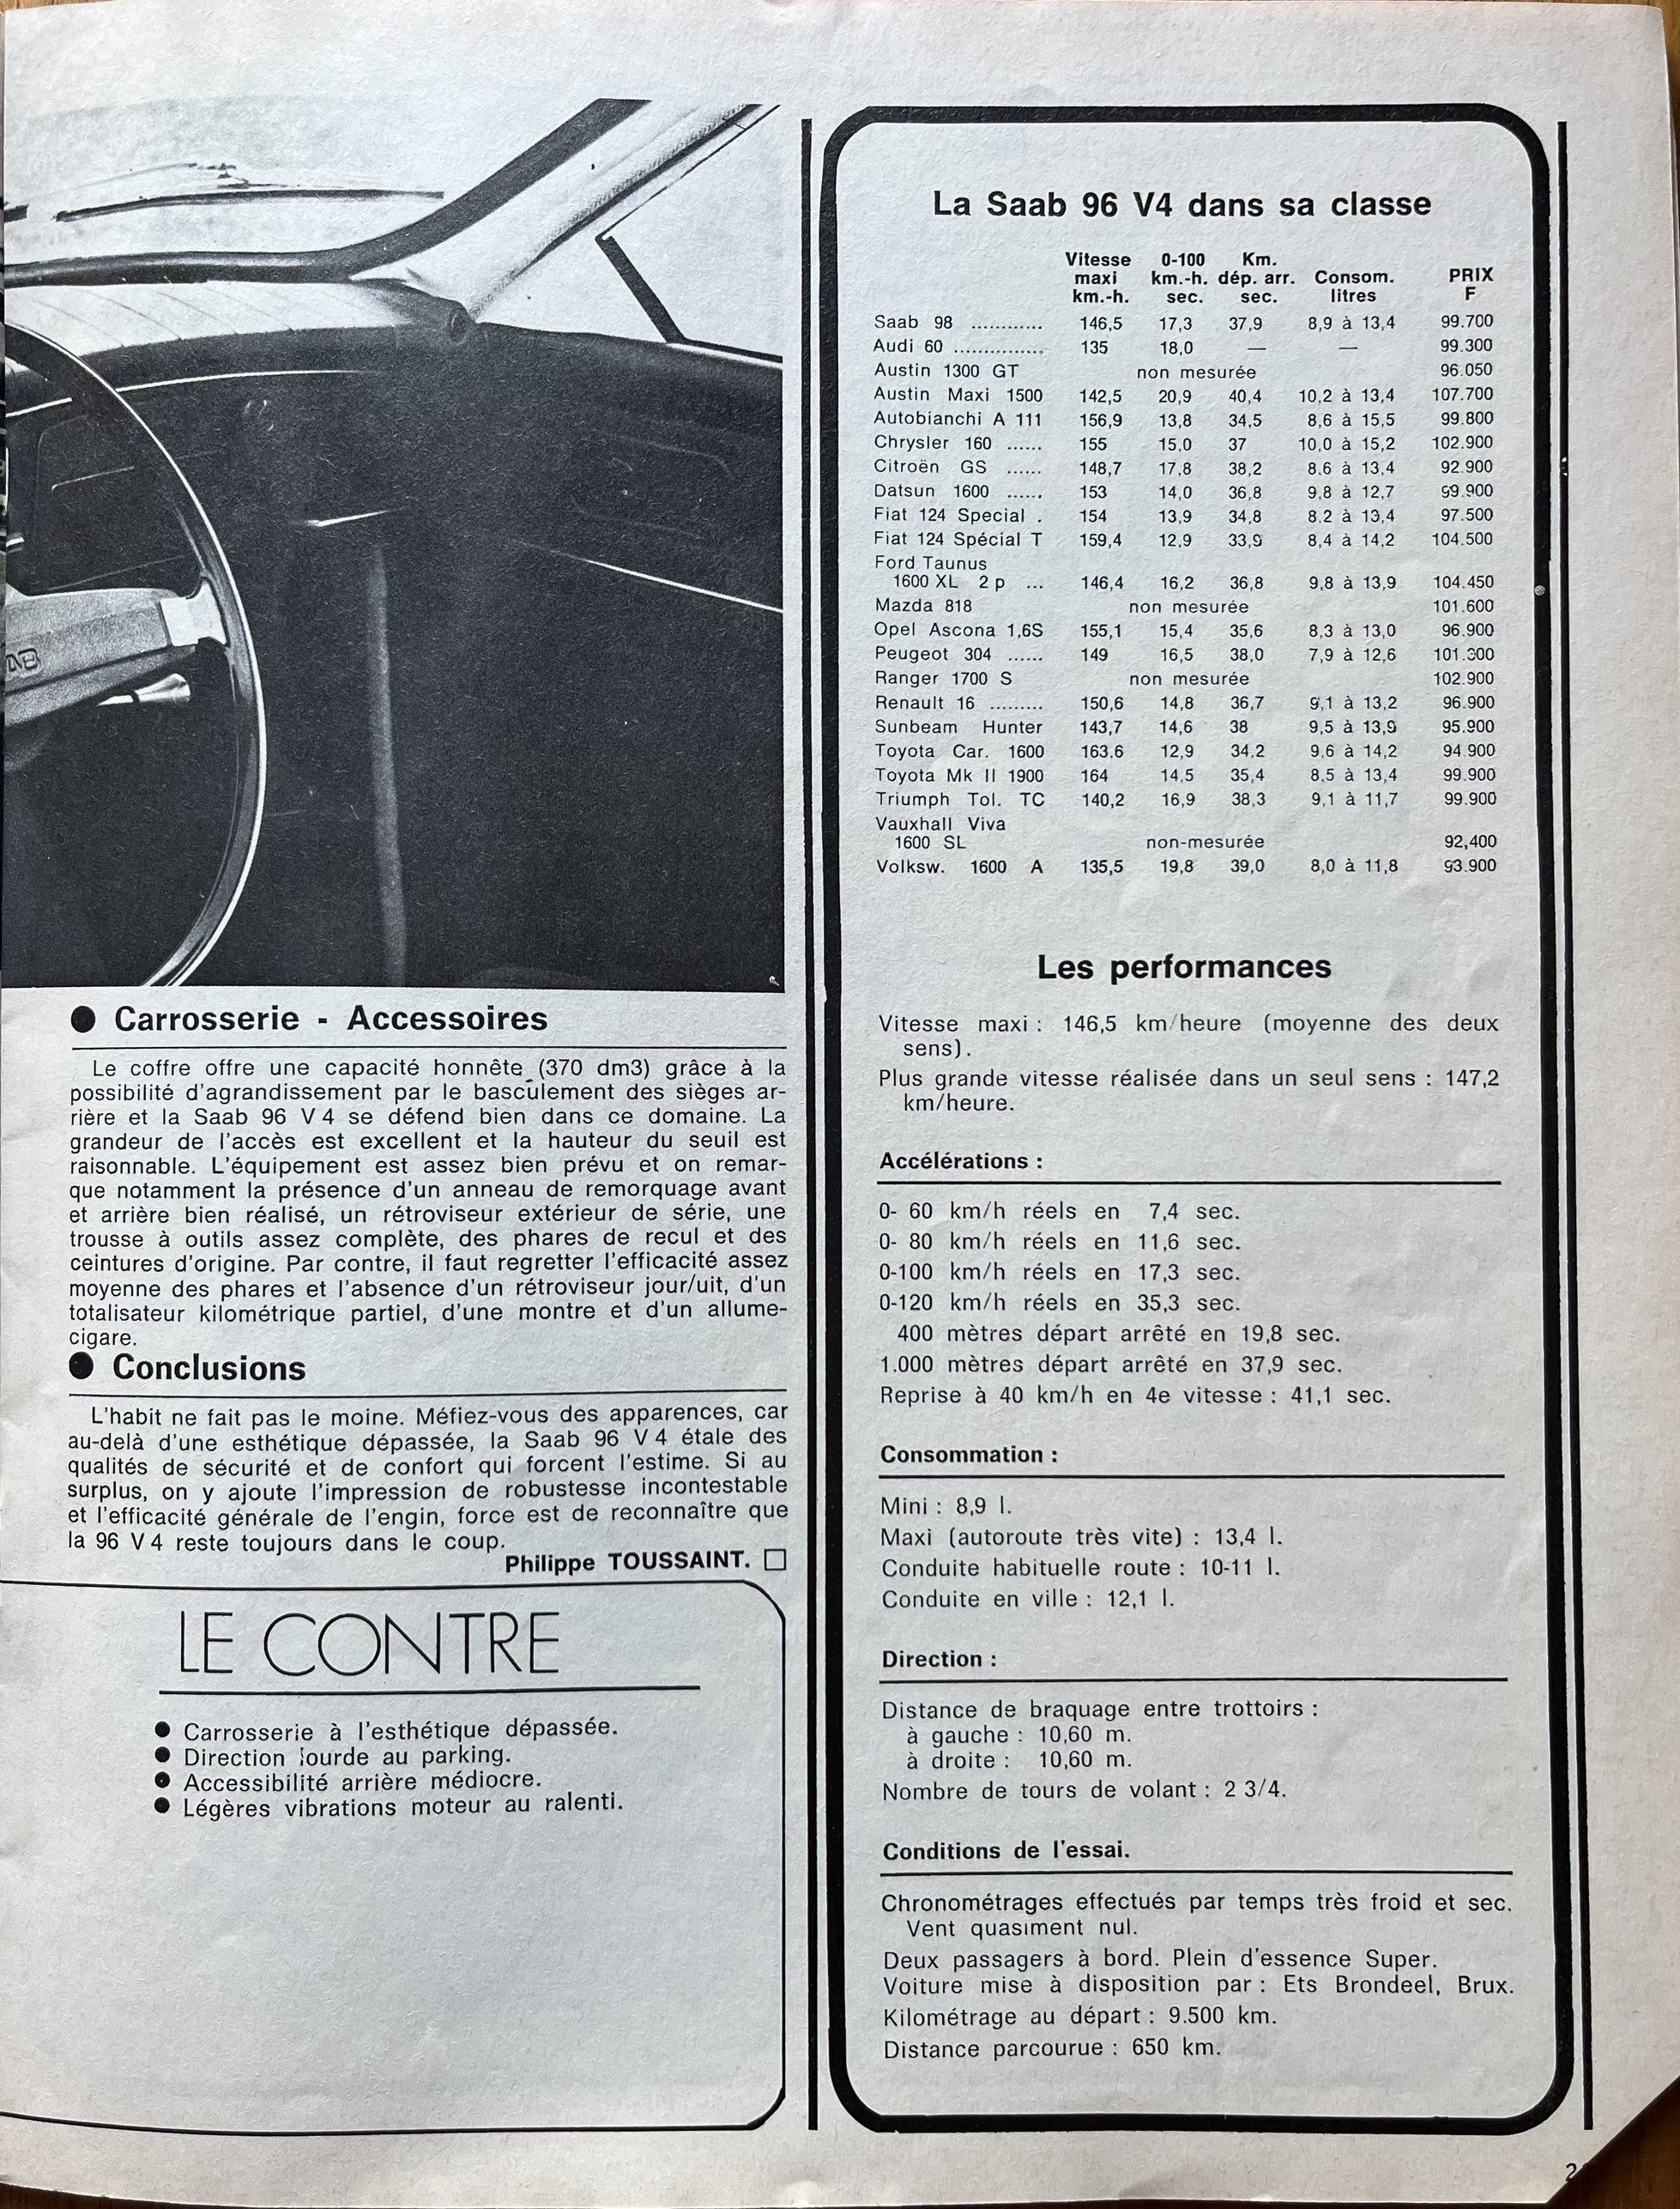 ● Carrosserie - Accessoires
Le coffre offre une capacité honnête (370 dm3) grâce à la
possibilité d'agrandissement par le basculement des sièges ar-
rière et la Saab 96 V4 se défend bien dans ce domaine. La
grandeur de l'accès est excellent et la hauteur du seuil est
raisonnable. L'équipement est assez bien prévu et on remar-
que notamment la présence d'un anneau de remorquage avant
et arrière bien réalisé, un rétroviseur extérieur de série, une
trousse à outils assez complète, des phares de recul et des
ceintures d'origine. Par contre, il faut regretter l'efficacité assez
moyenne des phares et l'absence d'un rétroviseur jour/uit, d'un
totalisateur kilométrique partiel, d'une montre et d'un allume-
cigare.
● Conclusions
L'habit ne fait pas le moine. Méfiez-vous des apparences, car
au-delà d'une esthétique dépassée, la Saab 96 V4 étale des
qualités de sécurité et de confort qui forcent l'estime. Si au
surplus, on y ajoute l'impression de robustesse incontestable
et l'efficacité générale de l'engin, force est de reconnaître que
la 96 V4 reste toujours dans le coup.
Philippe TOUSSAINT. □
LE CONTRE
● Carrosserie à l'esthétique dépassée.
● Direction lourde au parking.
● Accessibilité arrière médiocre.
● Légères vibrations moteur au ralenti.
La Saab 96 V4 dans sa classe
Vitesse 0-100 Km.
maxi km.-h. dép. arr. Consom. PRIX
km.-h. sec. sec. litres F
Saab 98 ............ 146,5 17,3 37,9 8,9 à 13,4 99.700
Audi 60 ............... 135 18,0 — — 99.300
Austin 1300 GT non mesurée 96.050
Austin Maxi 1500 142,5 20,9 40,4 10,2 à 13,4 107.700
Autobianchi A 111 156,9 13,8 34,5 8,6 à 15,5 99.800
Chrysler 160 ...... 155 15,0 37 10,0 à 15,2 102.900
Citroën GS ...... 148,7 17,8 38,2 8,6 à 13,4 92.900
Datsun 1600 ...... 153 14,0 36,8 9,8 à 12,7 99.900
Fiat 124 Special . 154 13,9 34,8 8,2 à 13,4 97.500
Fiat 124 Spécial T 159,4 12,9 33,9 8,4 à 14,2 104.500
Ford Taunus
1600 XL 2 p ... 146,4 16,2 36,8 9,8 à 13,9 104.450
Mazda 818 non mesurée 101.600
Opel Ascona 1,6S 155,1 15,4 35,6 8,3 à 13,0 96.900
Peugeot 304 ...... 149 16,5 38,0 7,9 à 12,6 101.300
Ranger 1700 S non mesurée 102.900
Renault 16 ......... 150,6 14,8 36,7 9,1 à 13,2 96.900
Sunbeam Hunter 143,7 14,6 38 9,5 à 13,9 95.900
Toyota Car. 1600 163,6 12,9 34,2 9,6 à 14,2 94.900
Toyota Mk II 1900 164 14,5 35,4 8,5 à 13,4 99.900
Triumph Tol. TC 140,2 16,9 38,3 9,1 à 11,7 99.900
Vauxhall Viva
1600 SL non-mesurée 92,400
Volksw. 1600 A 135,5 19,8 39,0 8,0 à 11,8 93.900
Les performances
Vitesse maxi : 146,5 km/heure (moyenne des deux
sens).
Plus grande vitesse réalisée dans un seul sens : 147,2
km/heure.
Accélérations :
0- 60 km/h réels en 7,4 sec.
0- 80 km/h réels en 11,6 sec.
0-100 km/h réels en 17,3 sec.
0-120 km/h réels en 35,3 sec.
400 mètres départ arrêté en 19,8 sec.
1.000 mètres départ arrêté en 37,9 sec.
Reprise à 40 km/h en 4e vitesse : 41,1 sec.
Consommation :
Mini : 8,9 l.
Maxi (autoroute très vite) : 13,4 l.
Conduite habituelle route : 10-11 l.
Conduite en ville : 12,1 l.
Direction :
Distance de braquage entre trottoirs :
à gauche : 10,60 m.
à droite : 10,60 m.
Nombre de tours de volant : 2 3/4.
Conditions de l'essai.
Chronométrages effectués par temps très froid et sec.
Vent quasiment nul.
Deux passagers à bord. Plein d'essence Super.
Voiture mise à disposition par : Ets Brondeel, Brux.
Kilométrage au départ : 9.500 km.
Distance parcourue : 650 km.